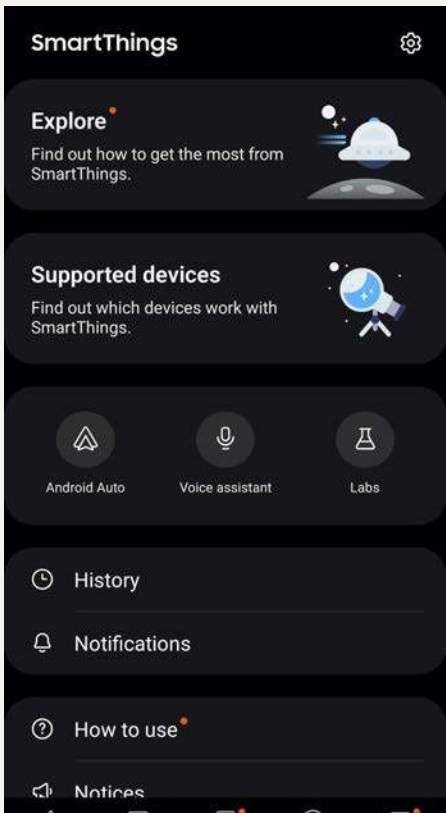 SmartThings
Explore
Find out how to get the most from
SmartThings.
Supported devices
Find out which devices work with
SmartThings.
Android Auto
Voice assistant
Labs
History
Notifications
How to use
Notices